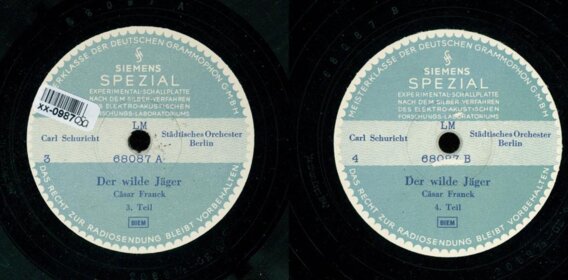 MEISTERKLASSE DER DEUTSCHEN GRAMMOPHON G.M.B.H
SIEMENS
SPEZIAL
EXPERIMENTAL-SCHALLPLATTE
NACH DEM SILBER-VERFAHREN
DES ELEKTRO-AKUSTISCHEN
FORSCHUNGS-LABORATORIUMS
XX-0987
LM
Carl Schuricht
Städtisches Orchester
Berlin
3
68087 A
Der wilde Jäger
Cäsar Franck
3. Teil
BIEM
DAS RECHT ZUR RADIOSENDUNG BLEIBT VORBEHALTEN
MEISTERKLASSE DER DEUTSCHEN GRAMMOPHON G.M.B.H
SIEMENS
SPEZIAL
EXPERIMENTAL-SCHALLPLATTE
NACH DEM SILBER-VERFAHREN
DES ELEKTRO-AKUSTISCHEN
FORSCHUNGS-LABORATORIUMS
LM
Carl Schuricht
Städtisches Orchester
Berlin
4
68087 B
Der wilde Jäger
Cäsar Franck
4. Teil
BIEM
DAS RECHT ZUR RADIOSENDUNG BLEIBT VORBEHALTEN